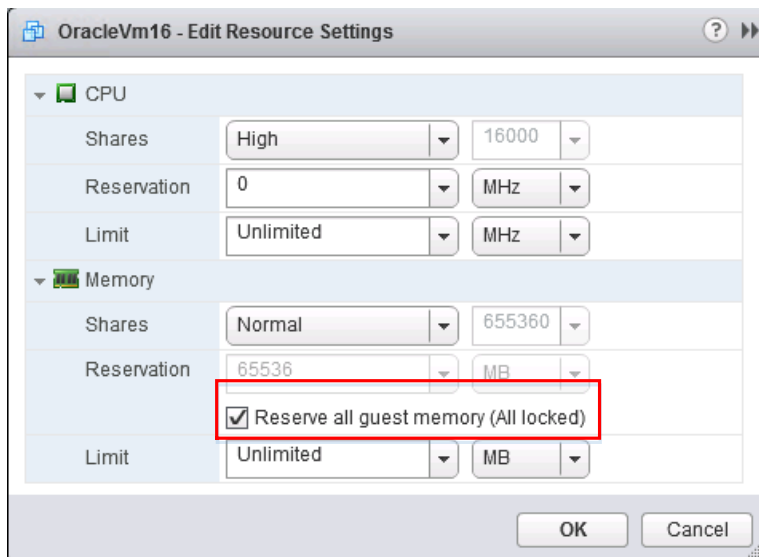 OracleVm16 - Edit Resource Settings ?
CPU
Shares High 16000
Reservation 0 MHz
Limit Unlimited MHz
Memory
Shares Normal 655360
Reservation 65536 MB
Reserve all guest memory (All locked)
Limit Unlimited MB
OK Cancel